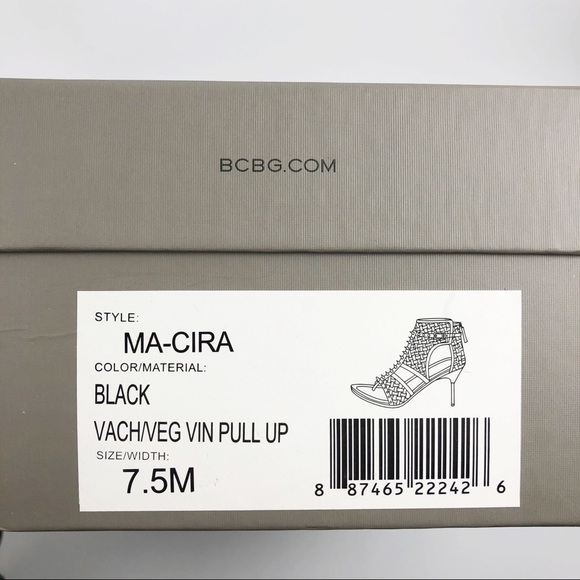 BCBG.COM
STYLE:
MA-CIRA
COLOR/MATERIAL:
BLACK
VACH/VEG VIN PULL UP
SIZE/WIDTH:
7.5M
8 87465 22242 6